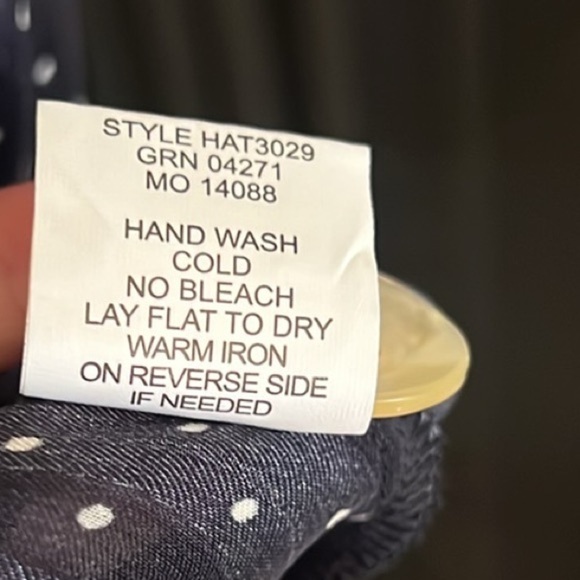 STYLE HAT3029
GRN 04271
MO 14088
HAND WASH
COLD
NO BLEACH
LAY FLAT TO DRY
WARM IRON
ON REVERSE SIDE
IF NEEDED